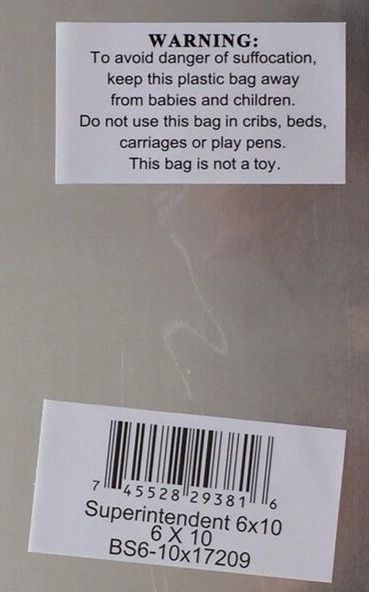 WARNING:
To avoid danger of suffocation,
keep this plastic bag away
from babies and children.
Do not use this bag in cribs, beds,
carriages or play pens.
This bag is not a toy.
7 45528 29381 6
Superintendent 6x10
6 X 10
BS6-10x17209